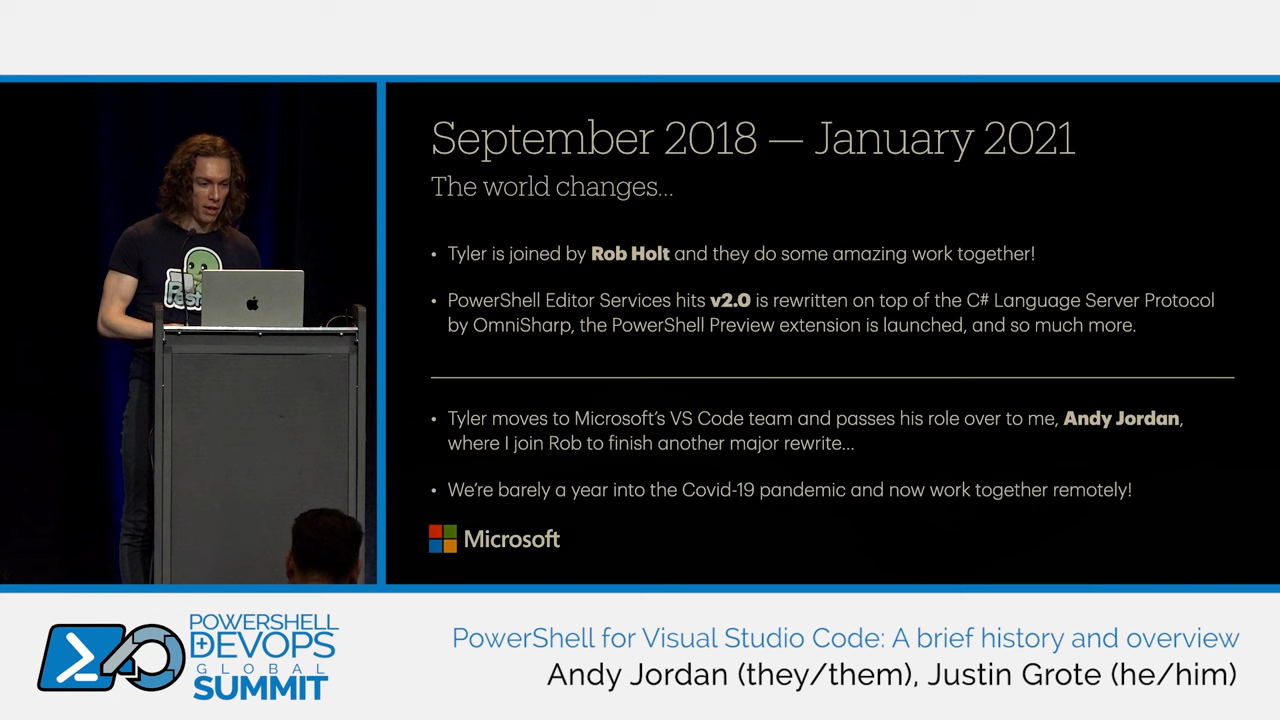 September 2018 — January 2021
The world changes...
• Tyler is joined by Rob Holt and they do some amazing work together!
• PowerShell Editor Services hits v2.0 is rewritten on top of the C# Language Server Protocol
by OmniSharp, the PowerShell Preview extension is launched, and so much more.
• Tyler moves to Microsoft's VS Code team and passes his role over to me, Andy Jordan,
where I join Rob to finish another major rewrite...
• We're barely a year into the Covid-19 pandemic and now work together remotely!
Microsoft
POWERSHELL
+DEVOPS
GLOBAL
SUMMIT
PowerShell for Visual Studio Code: A brief history and overview
Andy Jordan (they/them), Justin Grote (he/him)